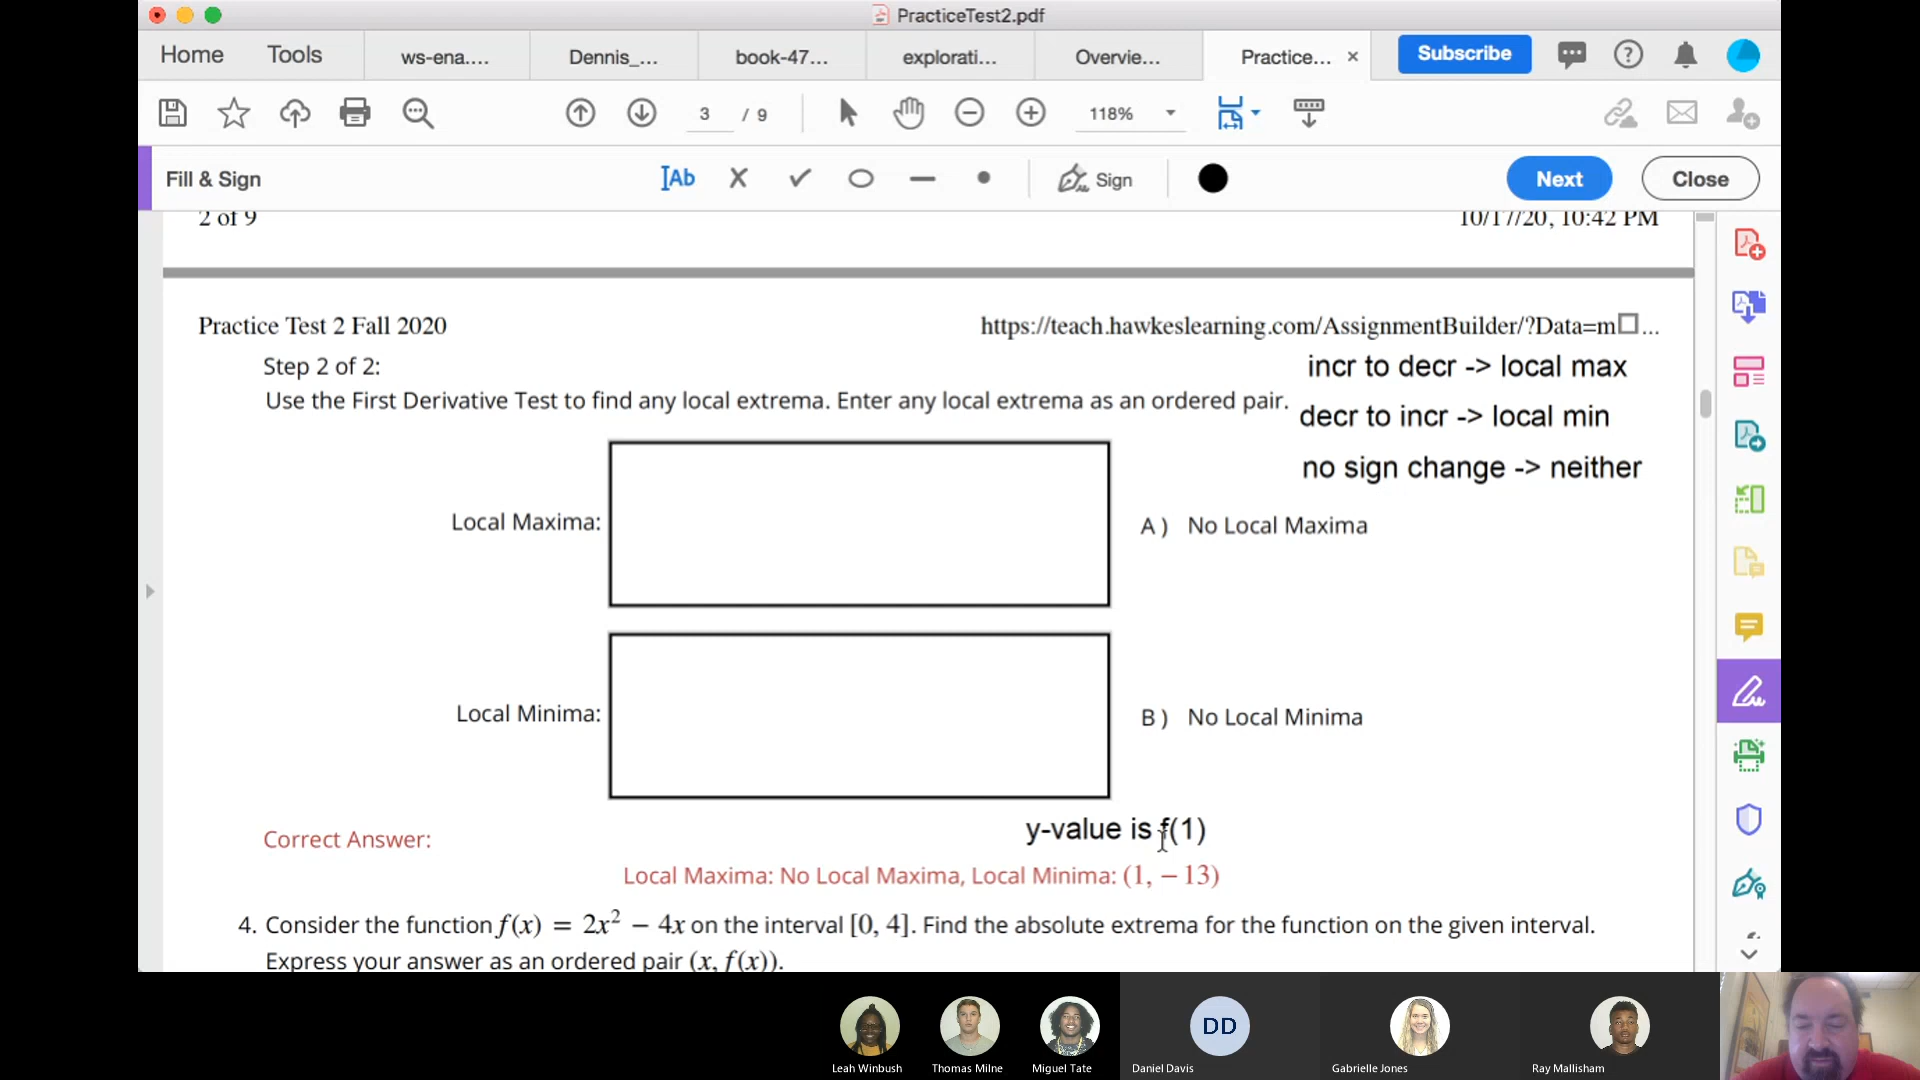 PracticeTest2.pdf
Home Tools ws-ena.... Dennis_... book-47... explorati... Overvie... Practice... × Subscribe
3 / 9 118%
Fill & Sign Ab Sign Next Close
2 of 9 10/17/20, 10:42 PM
Practice Test 2 Fall 2020 https://teach.hawkeslearning.com/AssignmentBuilder/?Data=m□...
Step 2 of 2: incr to decr -> local max
Use the First Derivative Test to find any local extrema. Enter any local extrema as an ordered pair. decr to incr -> local min
no sign change -> neither
Local Maxima: A ) No Local Maxima
Local Minima: B ) No Local Minima
y-value is f(1)
Correct Answer:
Local Maxima: No Local Maxima, Local Minima: (1, −13)
4. Consider the function f(x) = 2x² − 4x on the interval [0, 4]. Find the absolute extrema for the function on the given interval.
Express your answer as an ordered pair (x, f(x)).
DD
Leah Winbush Thomas Milne Miguel Tate Daniel Davis Gabrielle Jones Ray Mallisham